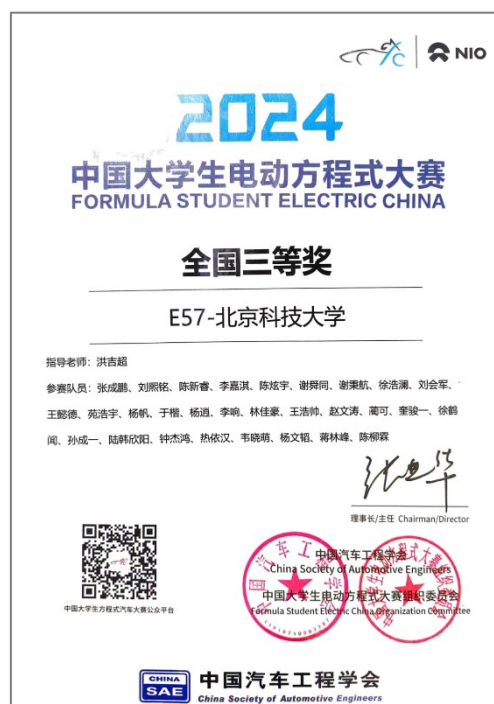 NIO
2024
中国大学生电动方程式大赛
FORMULA STUDENT ELECTRIC CHINA
全国三等奖
E57-北京科技大学
指导老师：洪吉超
参赛队员：张成鹏、刘熙铭、陈新睿、李嘉淇、陈炫宇、谢舜同、谢秉航、徐浩澜、刘会军、
王懿德、苑浩宇、杨帆、于楷、杨逍、李响、林佳豪、王浩帅、赵文涛、蔺可、奎骏一、徐鹤
闻、孙成一、陆韩欣阳、钟杰鸿、热依汉、韦晓萌、杨文韬、蒋林峰、陈柳霖
理事长/主任 Chairman/Director
中国汽车工程学会
China Society of Automotive Engineers
中国大学生电动方程式大赛组织委员会
Formula Student Electric China Organization Committee
中国大学生方程式汽车大赛公众平台
CHINA
SAE
中国汽车工程学会
China Society of Automotive Engineers